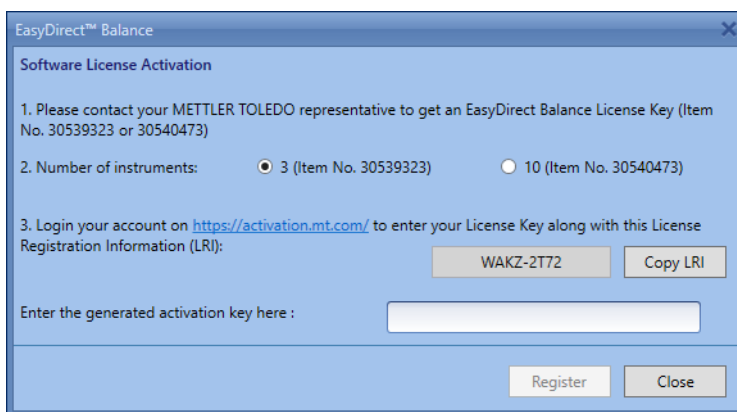 EasyDirect™ Balance
Software License Activation
1. Please contact your METTLER TOLEDO representative to get an EasyDirect Balance License Key (Item
No. 30539323 or 30540473)
2. Number of instruments: 3 (Item No. 30539323) 10 (Item No. 30540473)
3. Login your account on https://activation.mt.com/ to enter your License Key along with this License
Registration Information (LRI):
WAKZ-2T72 Copy LRI
Enter the generated activation key here :
Register Close